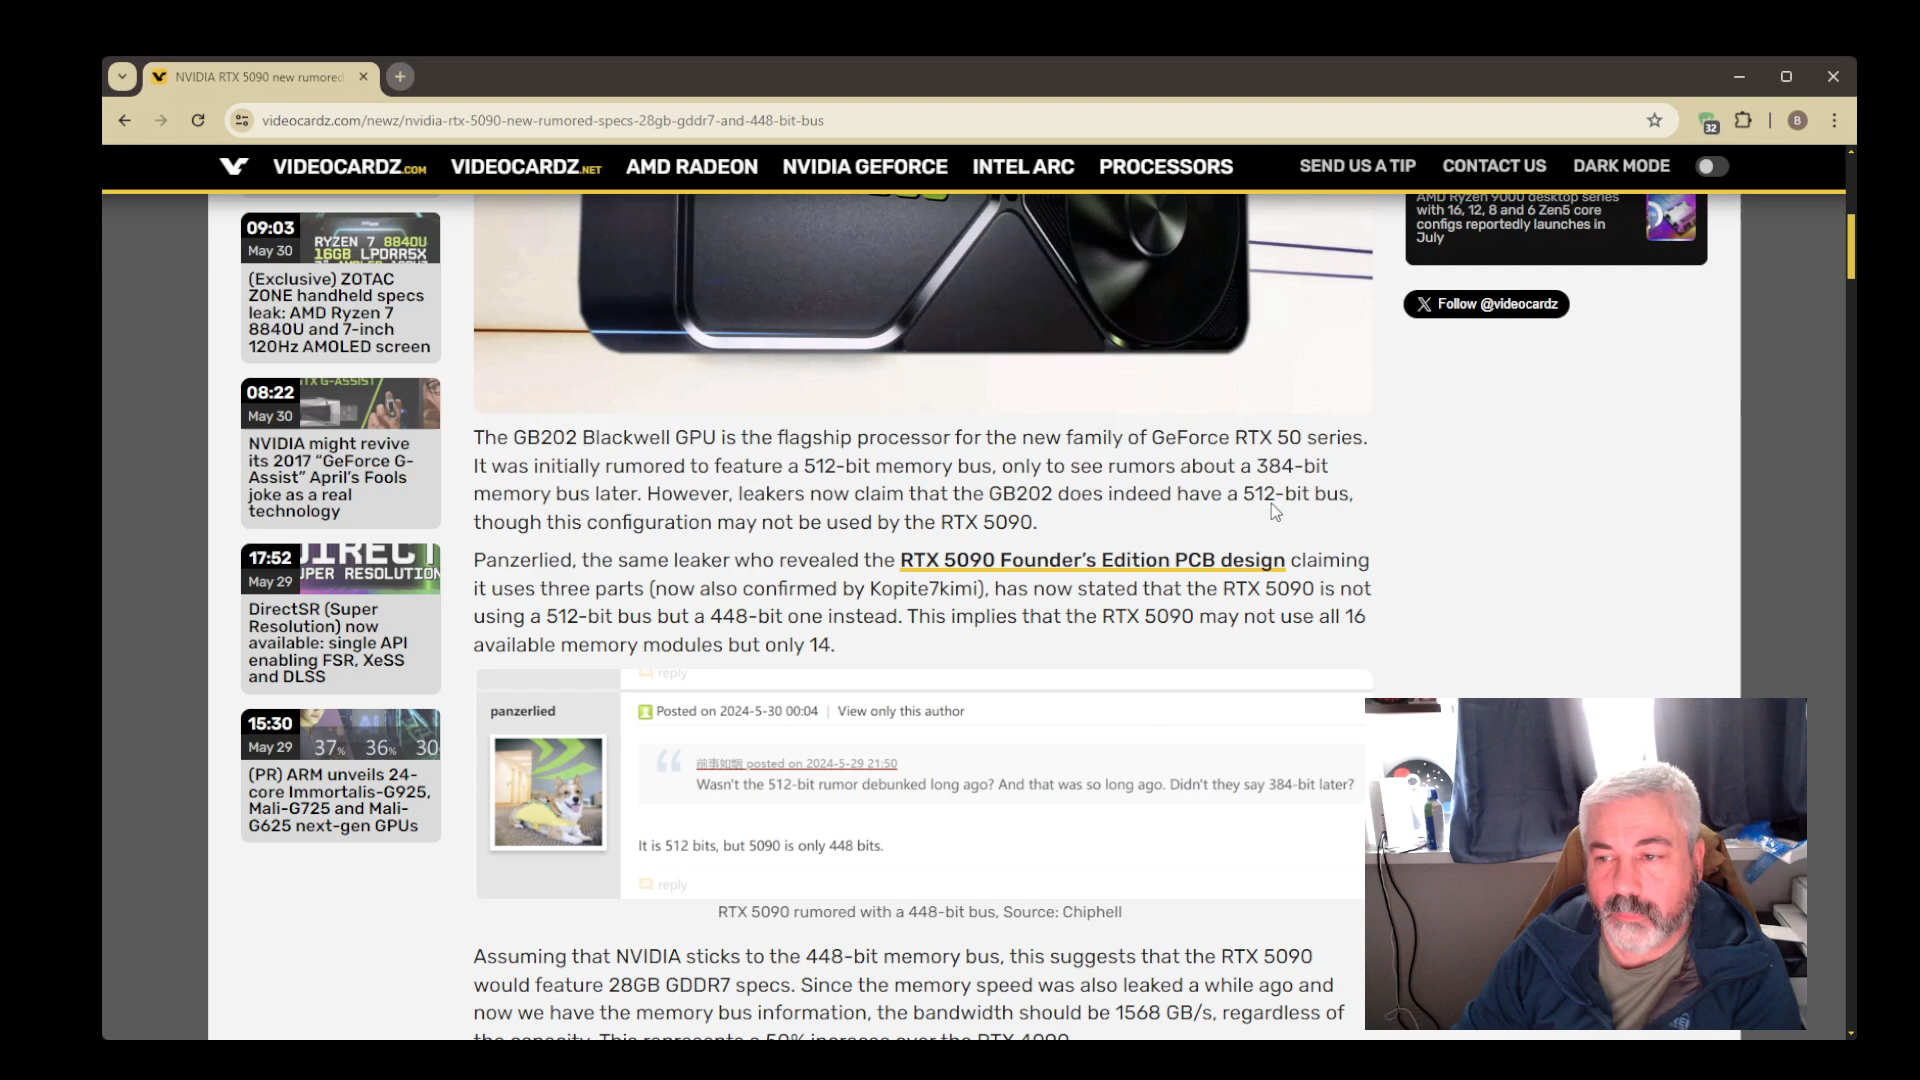 NVIDIA RTX 5090 new rumored
videocardz.com/newz/nvidia-rtx-5090-new-rumored-specs-28gb-gddr7-and-448-bit-bus
32
B
VIDEOCARDZ.COM VIDEOCARDZ.NET AMD RADEON NVIDIA GEFORCE INTEL ARC PROCESSORS SEND US A TIP CONTACT US DARK MODE
09:03
May 30
RYZEN 7 8840U
16GB LPDRR5X
(Exclusive) ZOTAC
ZONE handheld specs
leak: AMD Ryzen 7
8840U and 7-inch
120Hz AMOLED screen
08:22
May 30
TX G-ASSIST
NVIDIA might revive
its 2017 “GeForce G-
Assist” April’s Fools
joke as a real
technology
17:52
May 29
DIRECT
SUPER RESOLUTION
DirectSR (Super
Resolution) now
available: single API
enabling FSR, XeSS
and DLSS
15:30
May 29
AI
37% 36% 30
(PR) ARM unveils 24-
core Immortalis-G925,
Mali-G725 and Mali-
G625 next-gen GPUs
The GB202 Blackwell GPU is the flagship processor for the new family of GeForce RTX 50 series.
It was initially rumored to feature a 512-bit memory bus, only to see rumors about a 384-bit
memory bus later. However, leakers now claim that the GB202 does indeed have a 512-bit bus,
though this configuration may not be used by the RTX 5090.
Panzerlied, the same leaker who revealed the RTX 5090 Founder’s Edition PCB design claiming
it uses three parts (now also confirmed by Kopite7kimi), has now stated that the RTX 5090 is not
using a 512-bit bus but a 448-bit one instead. This implies that the RTX 5090 may not use all 16
available memory modules but only 14.
reply
panzerlied
Posted on 2024-5-30 00:04 | View only this author
前事如烟 posted on 2024-5-29 21:50
Wasn't the 512-bit rumor debunked long ago? And that was so long ago. Didn't they say 384-bit later?
It is 512 bits, but 5090 is only 448 bits.
reply
RTX 5090 rumored with a 448-bit bus, Source: Chiphell
Assuming that NVIDIA sticks to the 448-bit memory bus, this suggests that the RTX 5090
would feature 28GB GDDR7 specs. Since the memory speed was also leaked a while ago and
now we have the memory bus information, the bandwidth should be 1568 GB/s, regardless of
the capacity. This represents a 50% increase over the RTX 4090.
AMD Ryzen 9000 desktop series
with 16, 12, 8 and 6 Zen5 core
configs reportedly launches in
July
Follow @videocardz